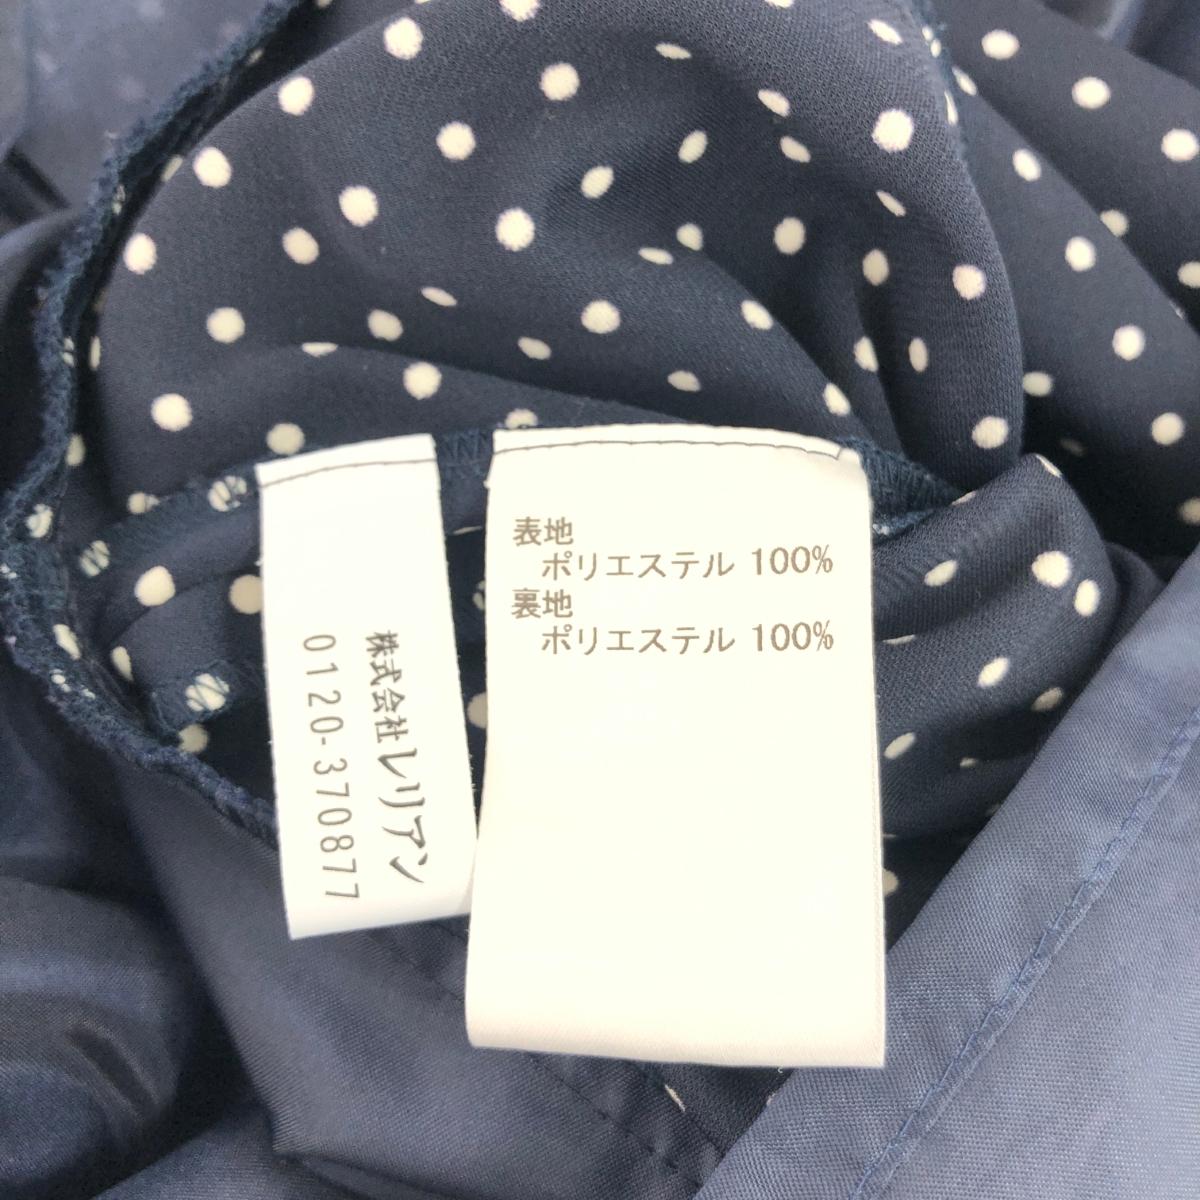 表地
ポリエステル 100%
裏地
ポリエステル 100%
株式会社レリアン
0120-370877